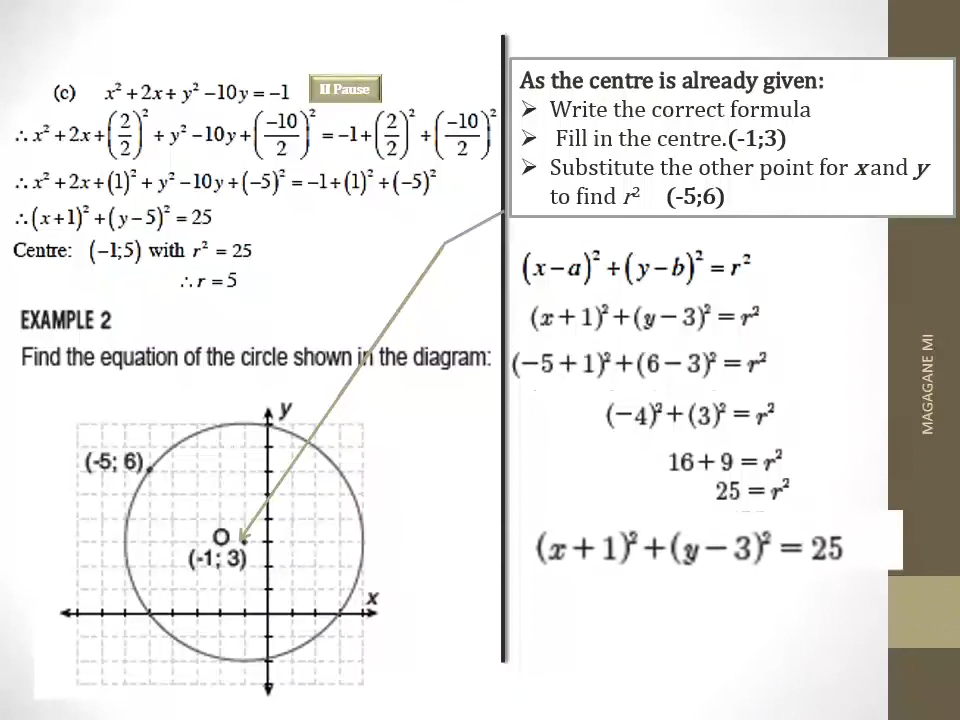 (c) x² + 2x + y² − 10y = −1
II Pause
∴ x² + 2x + (2/2)² + y² − 10y + (−10/2)² = −1 + (2/2)² + (−10/2)²
∴ x² + 2x + (1)² + y² − 10y + (−5)² = −1 + (1)² + (−5)²
∴ (x + 1)² + (y − 5)² = 25
Centre: (−1;5) with r² = 25
∴ r = 5
EXAMPLE 2
Find the equation of the circle shown in the diagram:
y
(-5; 6)
O
(-1; 3)
x
As the centre is already given:
➢ Write the correct formula
➢ Fill in the centre.(-1;3)
➢ Substitute the other point for x and y
to find r² (-5;6)
(x − a)² + (y − b)² = r²
(x + 1)² + (y − 3)² = r²
(−5 + 1)² + (6 − 3)² = r²
(−4)² + (3)² = r²
16 + 9 = r²
25 = r²
(x + 1)² + (y − 3)² = 25
MAGAGANE MI